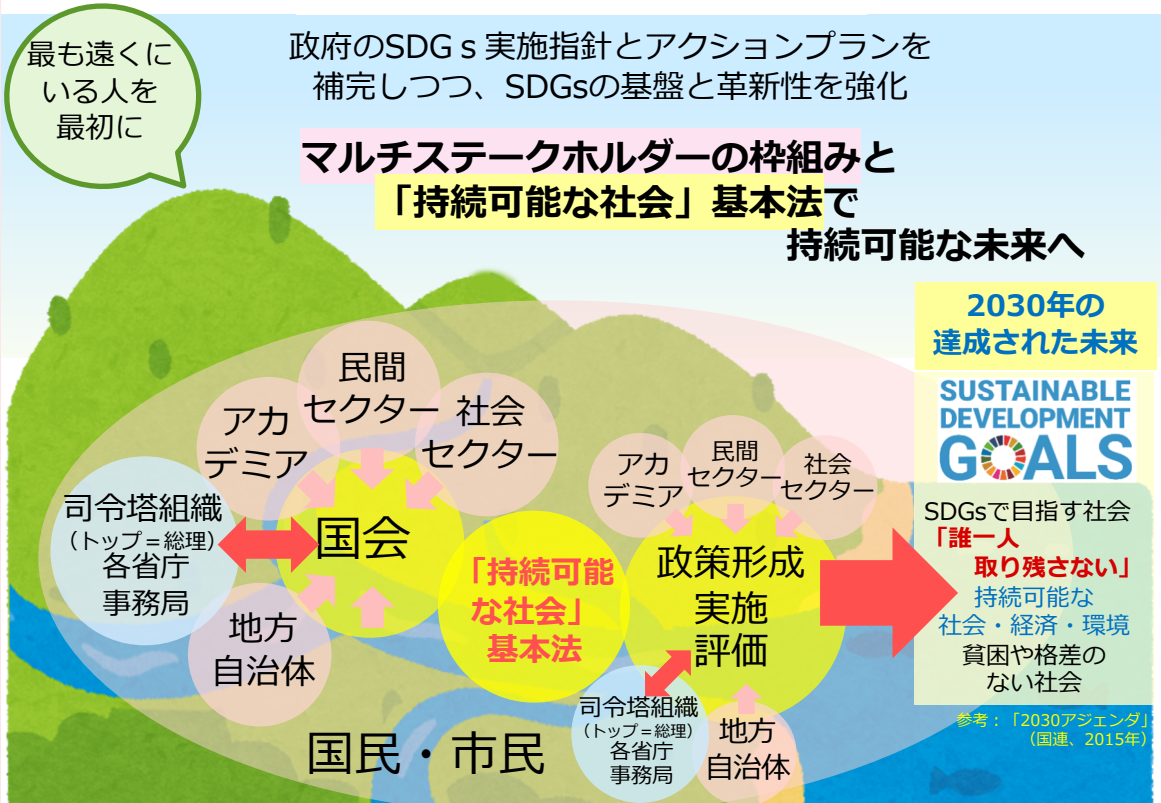 最も遠くに
いる人を
最初に
政府のSDGｓ実施指針とアクションプランを
補完しつつ、SDGsの基盤と革新性を強化
マルチステークホルダーの枠組みと
「持続可能な社会」基本法で
持続可能な未来へ
2030年の
達成された未来
SUSTAINABLE
DEVELOPMENT
GOALS
SDGsで目指す社会
「誰一人
取り残さない」
持続可能な
社会・経済・環境
貧困や格差の
ない社会
参考：「2030アジェンダ」
（国連、2015年）
アカ
デミア
民間
セクター
社会
セクター
司令塔組織
（トップ＝総理）
各省庁
事務局
国会
地方
自治体
「持続可能
な社会」
基本法
アカ
デミア
民間
セクター
社会
セクター
政策形成
実施
評価
司令塔組織
（トップ＝総理）
各省庁
事務局
地方
自治体
国民・市民